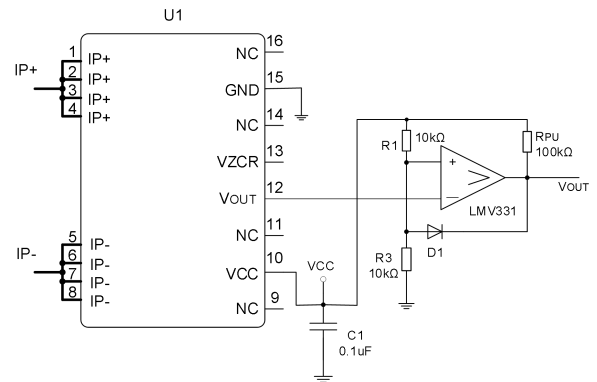 U1
IP+
1 IP+
2 IP+
3 IP+
4 IP+
IP-
5 IP-
6 IP-
7 IP-
8 IP-
NC 16
GND 15
NC 14
VZCR 13
VOUT 12
NC 11
VCC 10
NC 9
VCC
C1
0.1uF
R1
10kΩ
R3
10kΩ
D1
+
−
LMV331
RPU
100kΩ
VOUT